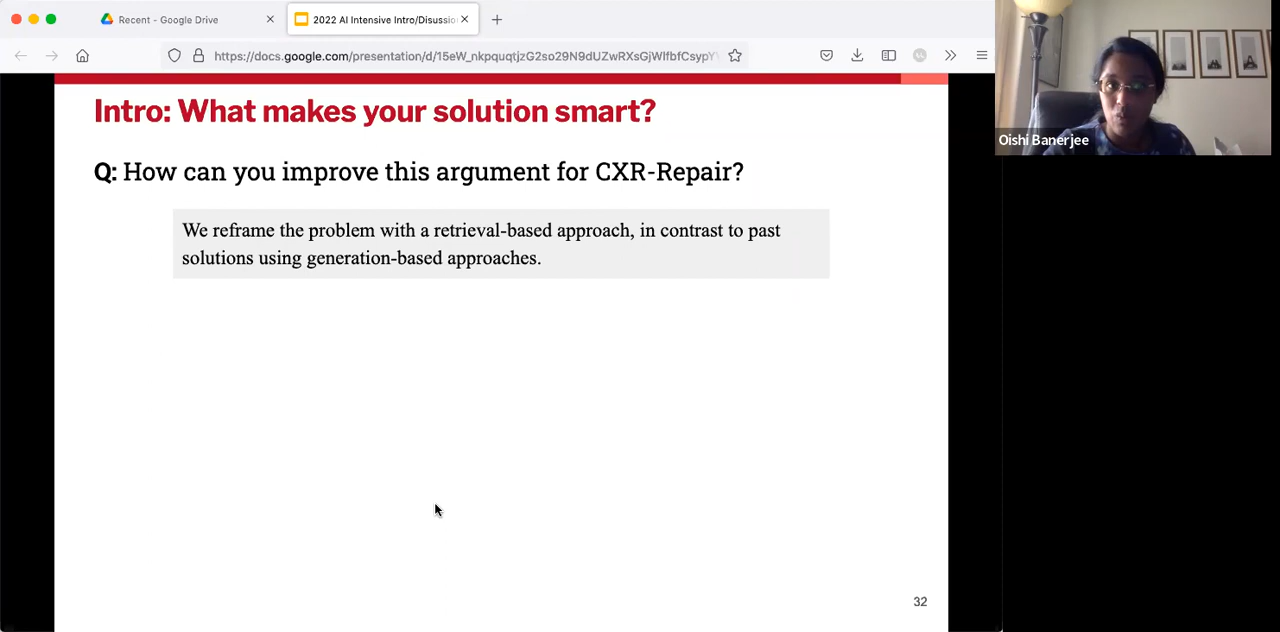 Recent - Google Drive
2022 AI Intensive Intro/Disussio
https://docs.google.com/presentation/d/15eW_nkpquqtjzG2so29N9dUZwRXsGjWlfbfCsypY
Intro: What makes your solution smart?
Q: How can you improve this argument for CXR-Repair?
We reframe the problem with a retrieval-based approach, in contrast to past
solutions using generation-based approaches.
32
Oishi Banerjee